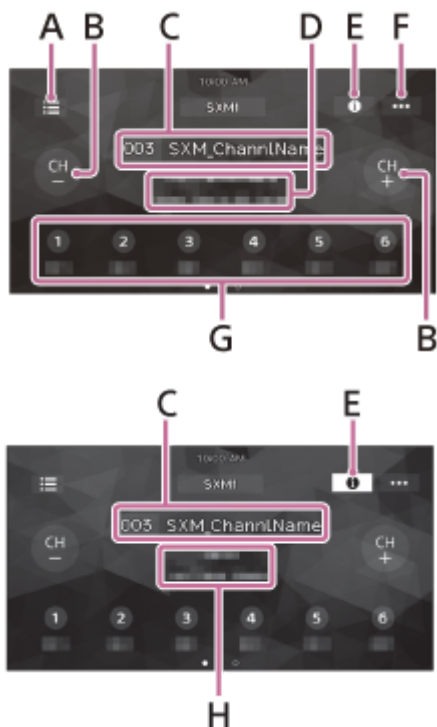 A B C D E F
10:00 AM
SXM1
003 SXM_ChannlName
CH − CH +
1 2 3 4 5 6
G B
C E
10:00 AM
SXM1
003 SXM_ChannlName
CH − CH +
1 2 3 4 5 6
H